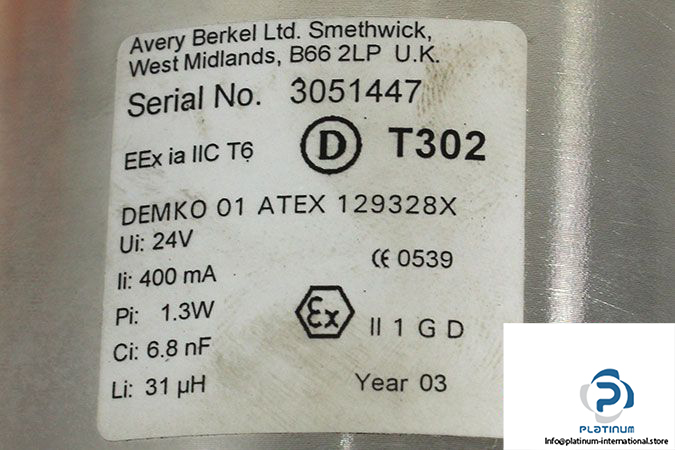 Avery Berkel Ltd. Smethwick,
West Midlands, B66 2LP U.K.
Serial No. 3051447
EEx ia IIC T6 D T302
DEMKO 01 ATEX 129328X
Ui: 24V
CE 0539
Ii: 400 mA
Pi: 1.3W
Ex II 1 G D
Ci: 6.8 nF
Li: 31 µH
Year 03
PLATINUM
Info@platinum-international.store